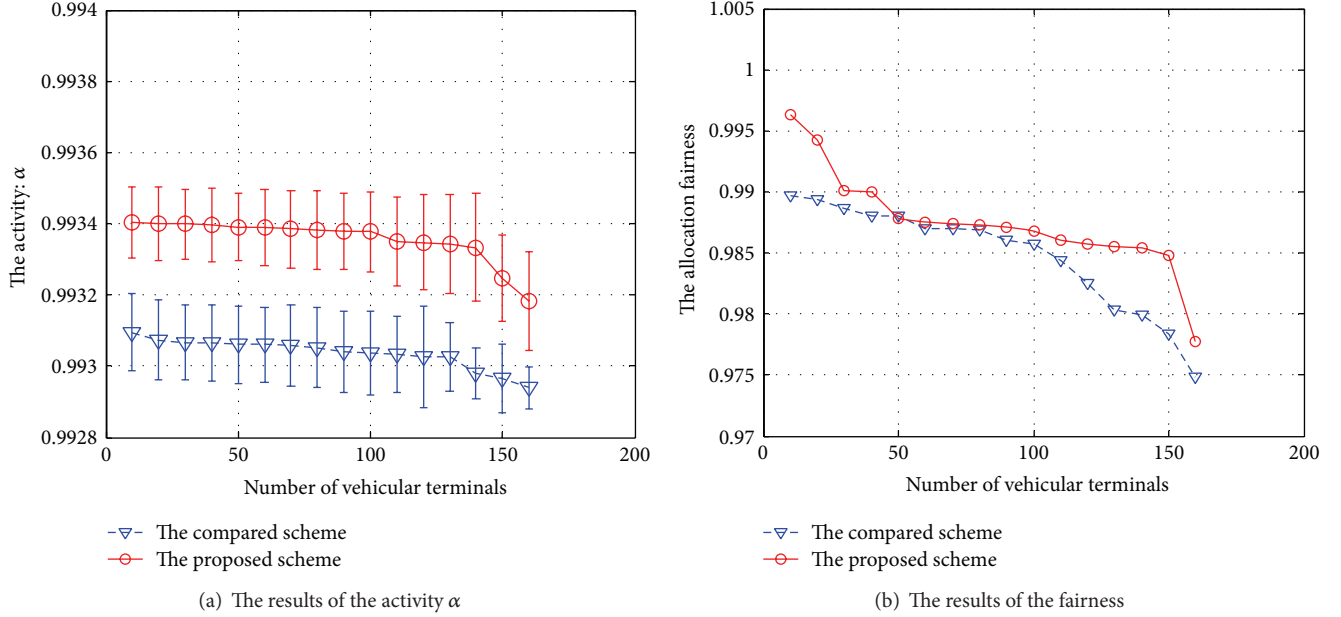 0.994
0.9938
0.9936
0.9934
0.9932
0.993
0.9928
The activity: α
0 50 100 150 200
Number of vehicular terminals
The compared scheme
The proposed scheme
(a) The results of the activity α
1.005
1
0.995
0.99
0.985
0.98
0.975
0.97
The allocation fairness
0 50 100 150 200
Number of vehicular terminals
The compared scheme
The proposed scheme
(b) The results of the fairness